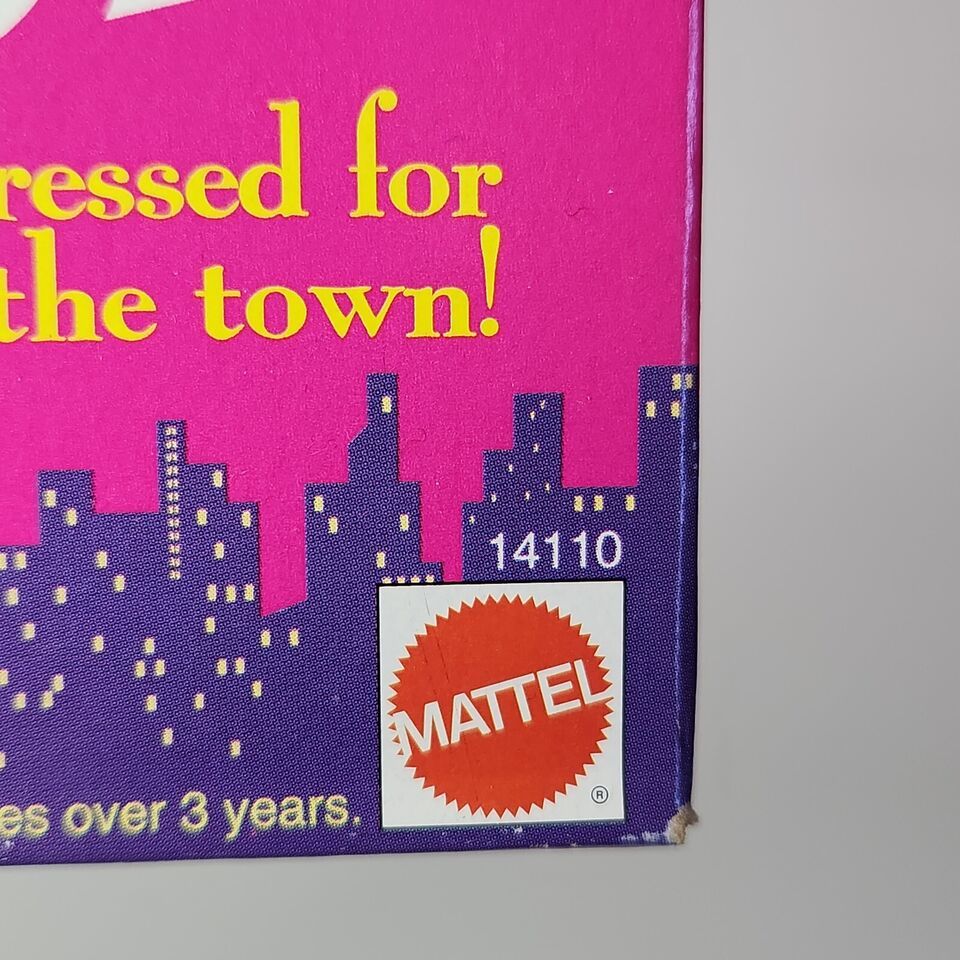 ressed for
the town!
14110
MATTEL
®
es over 3 years.